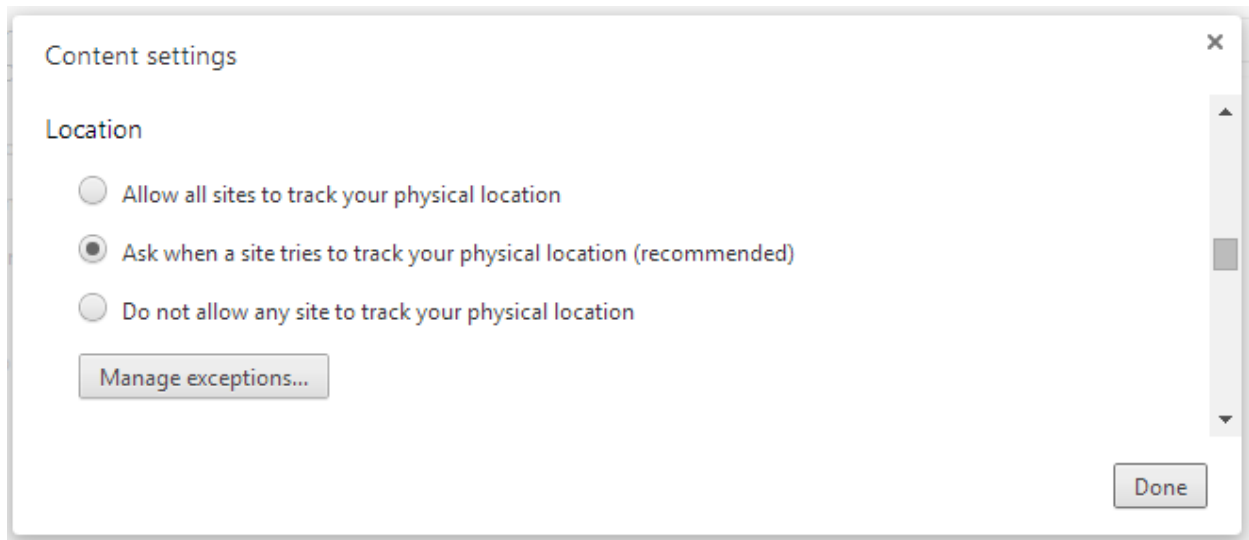 Content settings
Location
Allow all sites to track your physical location
Ask when a site tries to track your physical location (recommended)
Do not allow any site to track your physical location
Manage exceptions...
Done